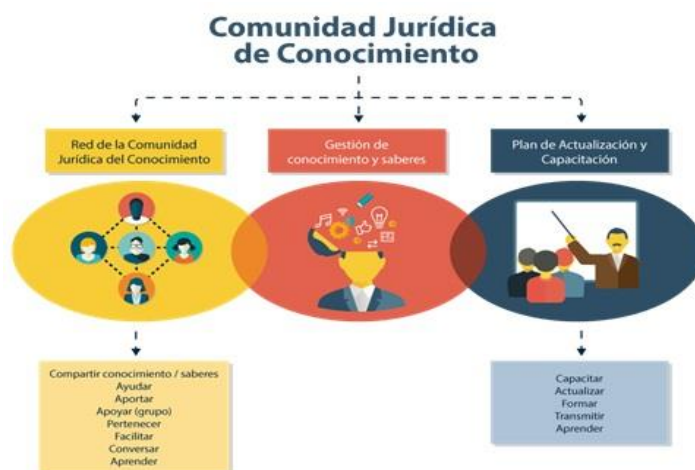 Comunidad Jurídica
de Conocimiento
Red de la Comunidad
Jurídica del Conocimiento
Gestión de
conocimiento y saberes
Plan de Actualización y
Capacitación
Compartir conocimiento / saberes
Ayudar
Aportar
Apoyar (grupo)
Pertenecer
Facilitar
Conversar
Aprender
Capacitar
Actualizar
Formar
Transmitir
Aprender